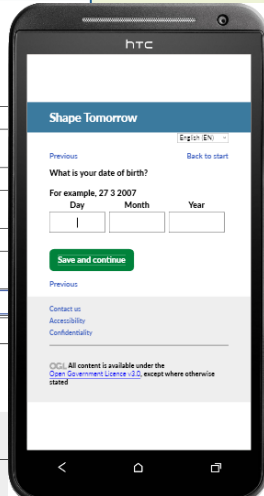 hTC
Shape Tomorrow
English (EN)
Previous Back to start
What is your date of birth?
For example, 27 3 2007
Day Month Year
Save and continue
Previous
Contact us
Accessibility
Confidentiality
OGL All content is available under the
Open Government Licence v3.0, except where otherwise
stated